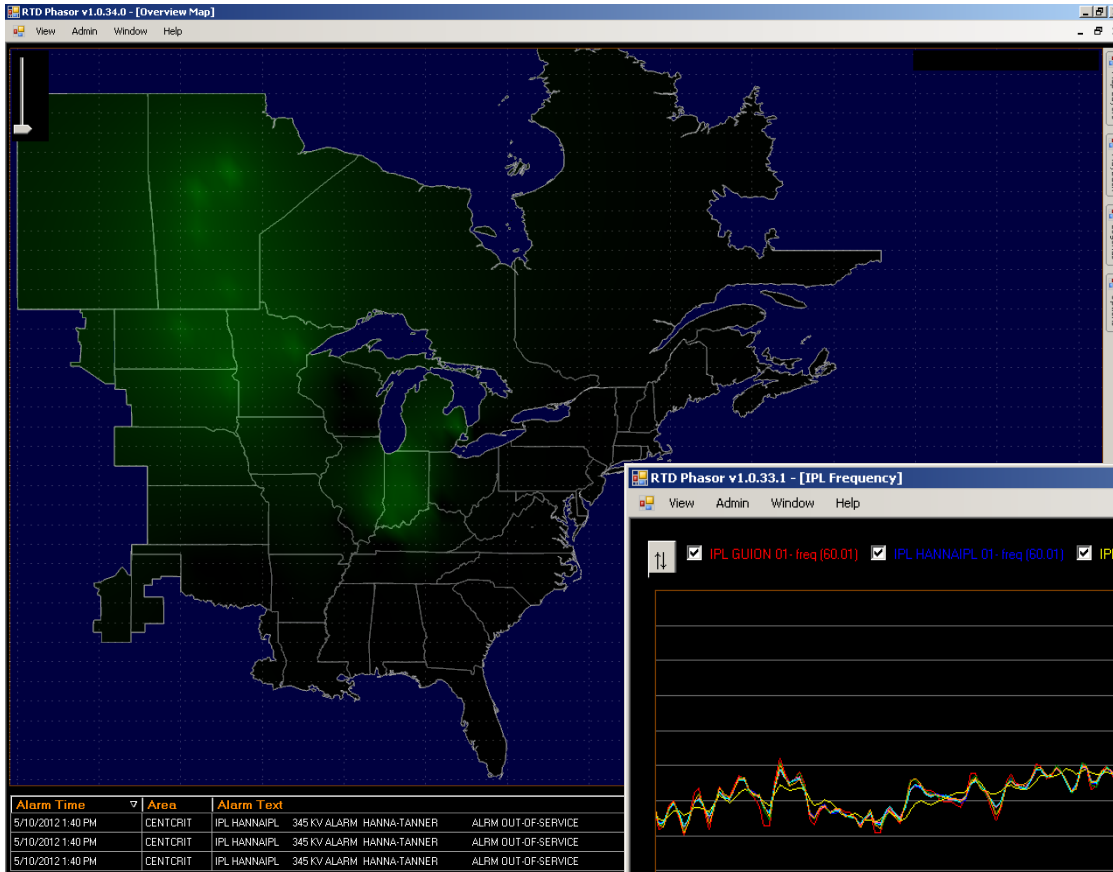 RTD Phasor v1.0.34.0 - [Overview Map]
View Admin Window Help
RTD Phasor v1.0.33.1 - [IPL Frequency]
View Admin Window Help
IPL GUION 01- freq (60.01) IPL HANNAIPL 01- freq (60.01)
Alarm Time Area Alarm Text
5/10/2012 1:40 PM CENTCRIT IPL HANNAIPL 345 KV ALARM HANNA-TANNER ALRM OUT-OF-SERVICE
5/10/2012 1:40 PM CENTCRIT IPL HANNAIPL 345 KV ALARM HANNA-TANNER ALRM OUT-OF-SERVICE
5/10/2012 1:40 PM CENTCRIT IPL HANNAIPL 345 KV ALARM HANNA-TANNER ALRM OUT-OF-SERVICE